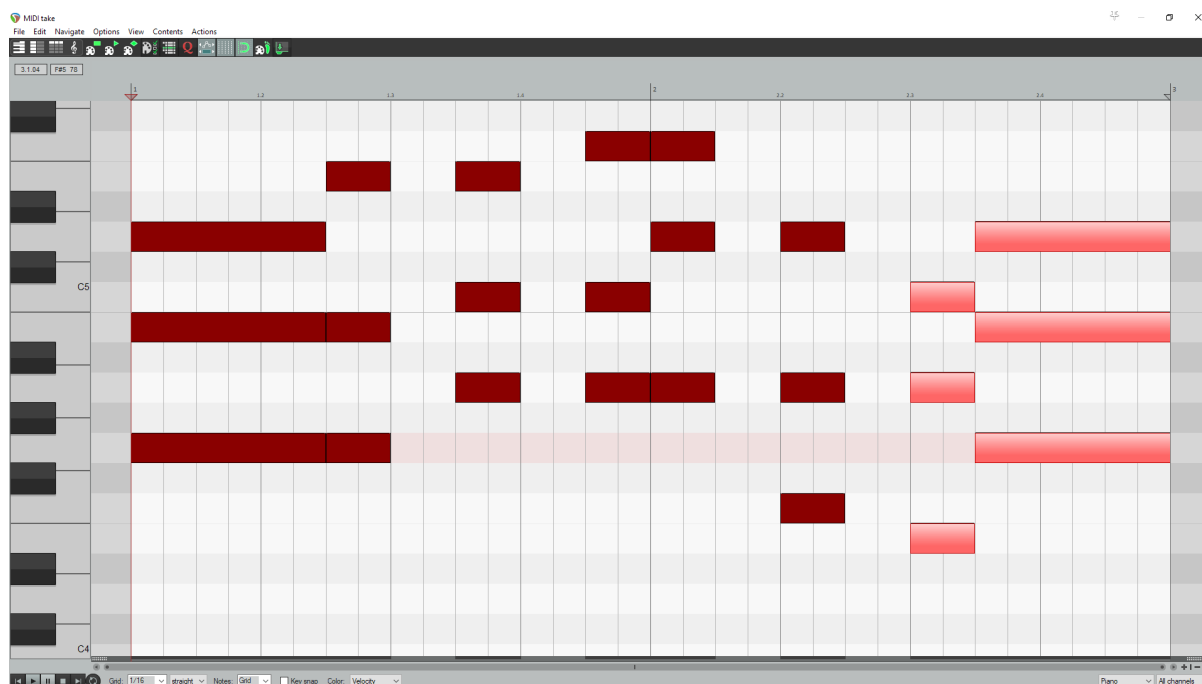 MIDI take
File Edit Navigate Options View Contents Actions
3.1.04 F#5 78
1 1.2 1.3 1.4 2 2.2 2.3 2.4 3
C5
C4
Grid: 1/16 straight Notes: Grid Key snap Color: Velocity Piano All channels